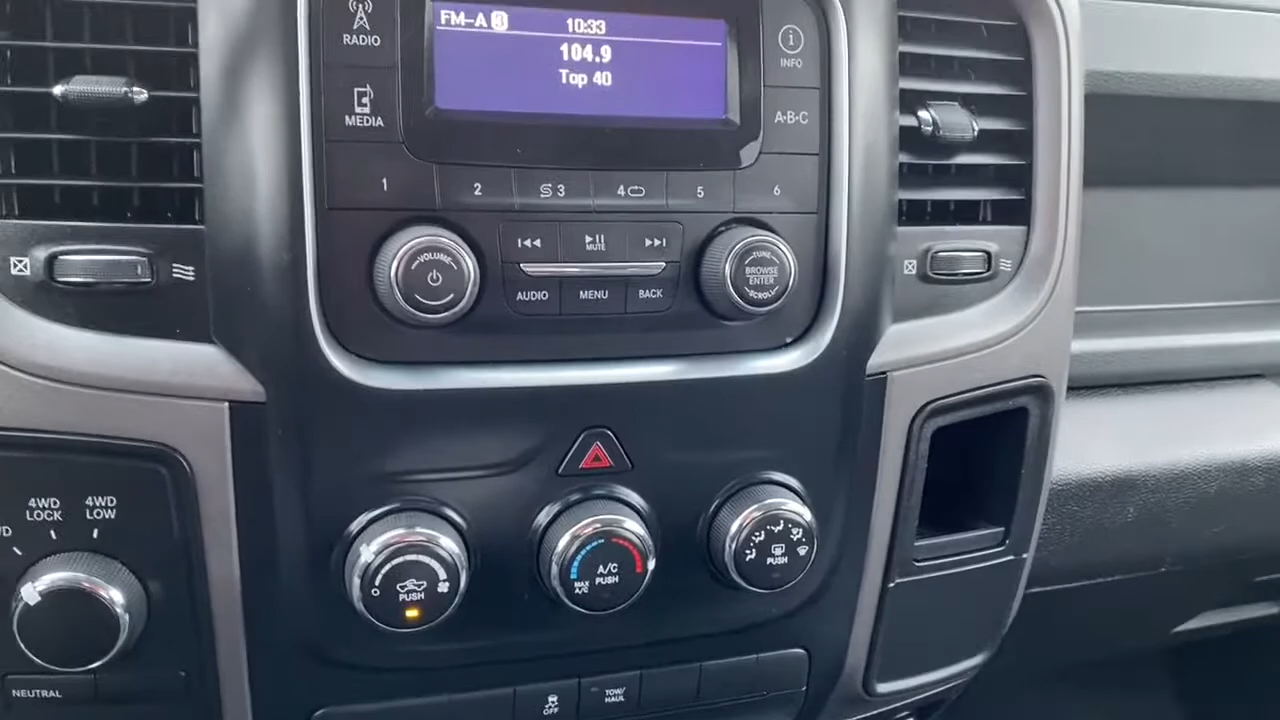 FM-A
10:33
104.9
Top 40
RADIO
MEDIA
INFO
A·B·C
1
2
3
4
5
6
VOLUME
MUTE
AUDIO
MENU
BACK
TUNE
BROWSE
ENTER
SCROLL
4WD
LOCK
4WD
LOW
NEUTRAL
O
PUSH
A/C
PUSH
MAX
A/C
PUSH
OFF
TOW/
HAUL